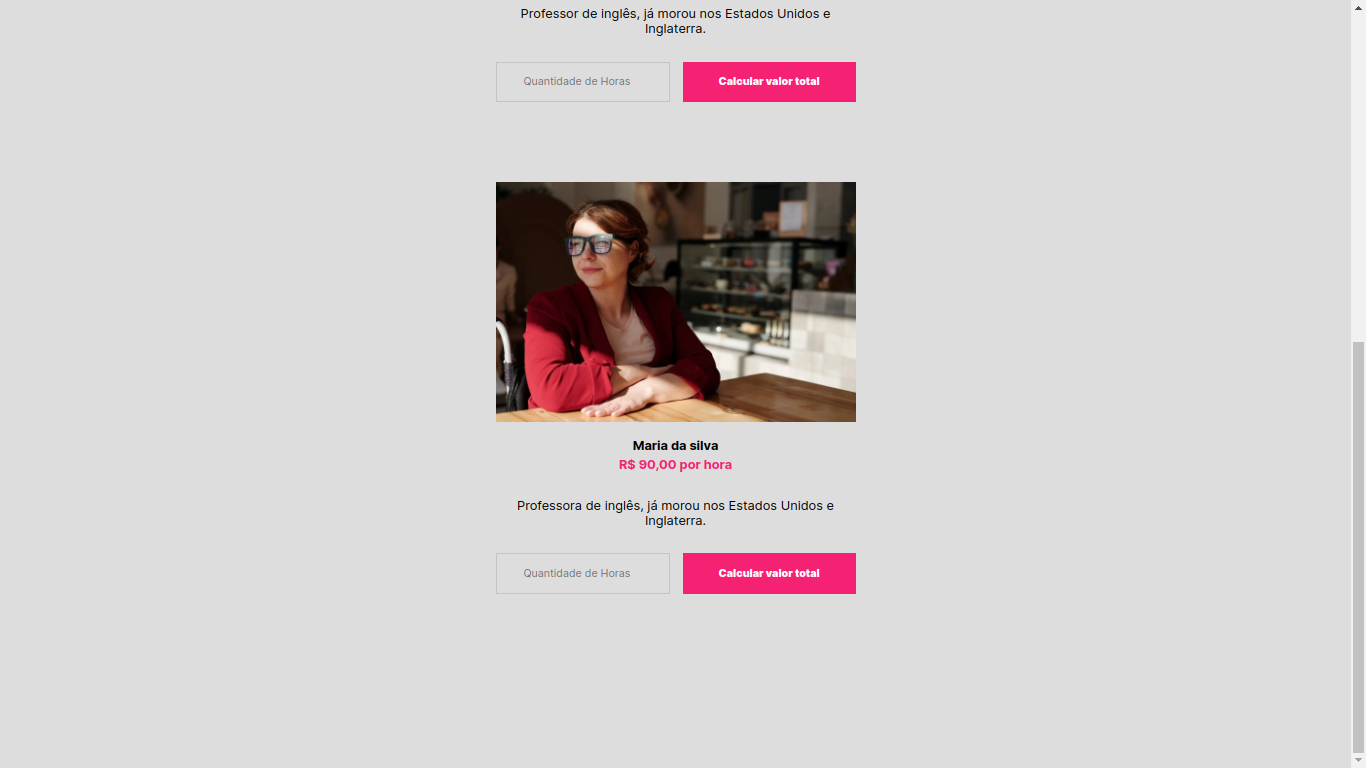 Professor de inglês, já morou nos Estados Unidos e
Inglaterra.
Quantidade de Horas
Calcular valor total
Maria da silva
R$ 90,00 por hora
Professora de inglês, já morou nos Estados Unidos e
Inglaterra.
Quantidade de Horas
Calcular valor total